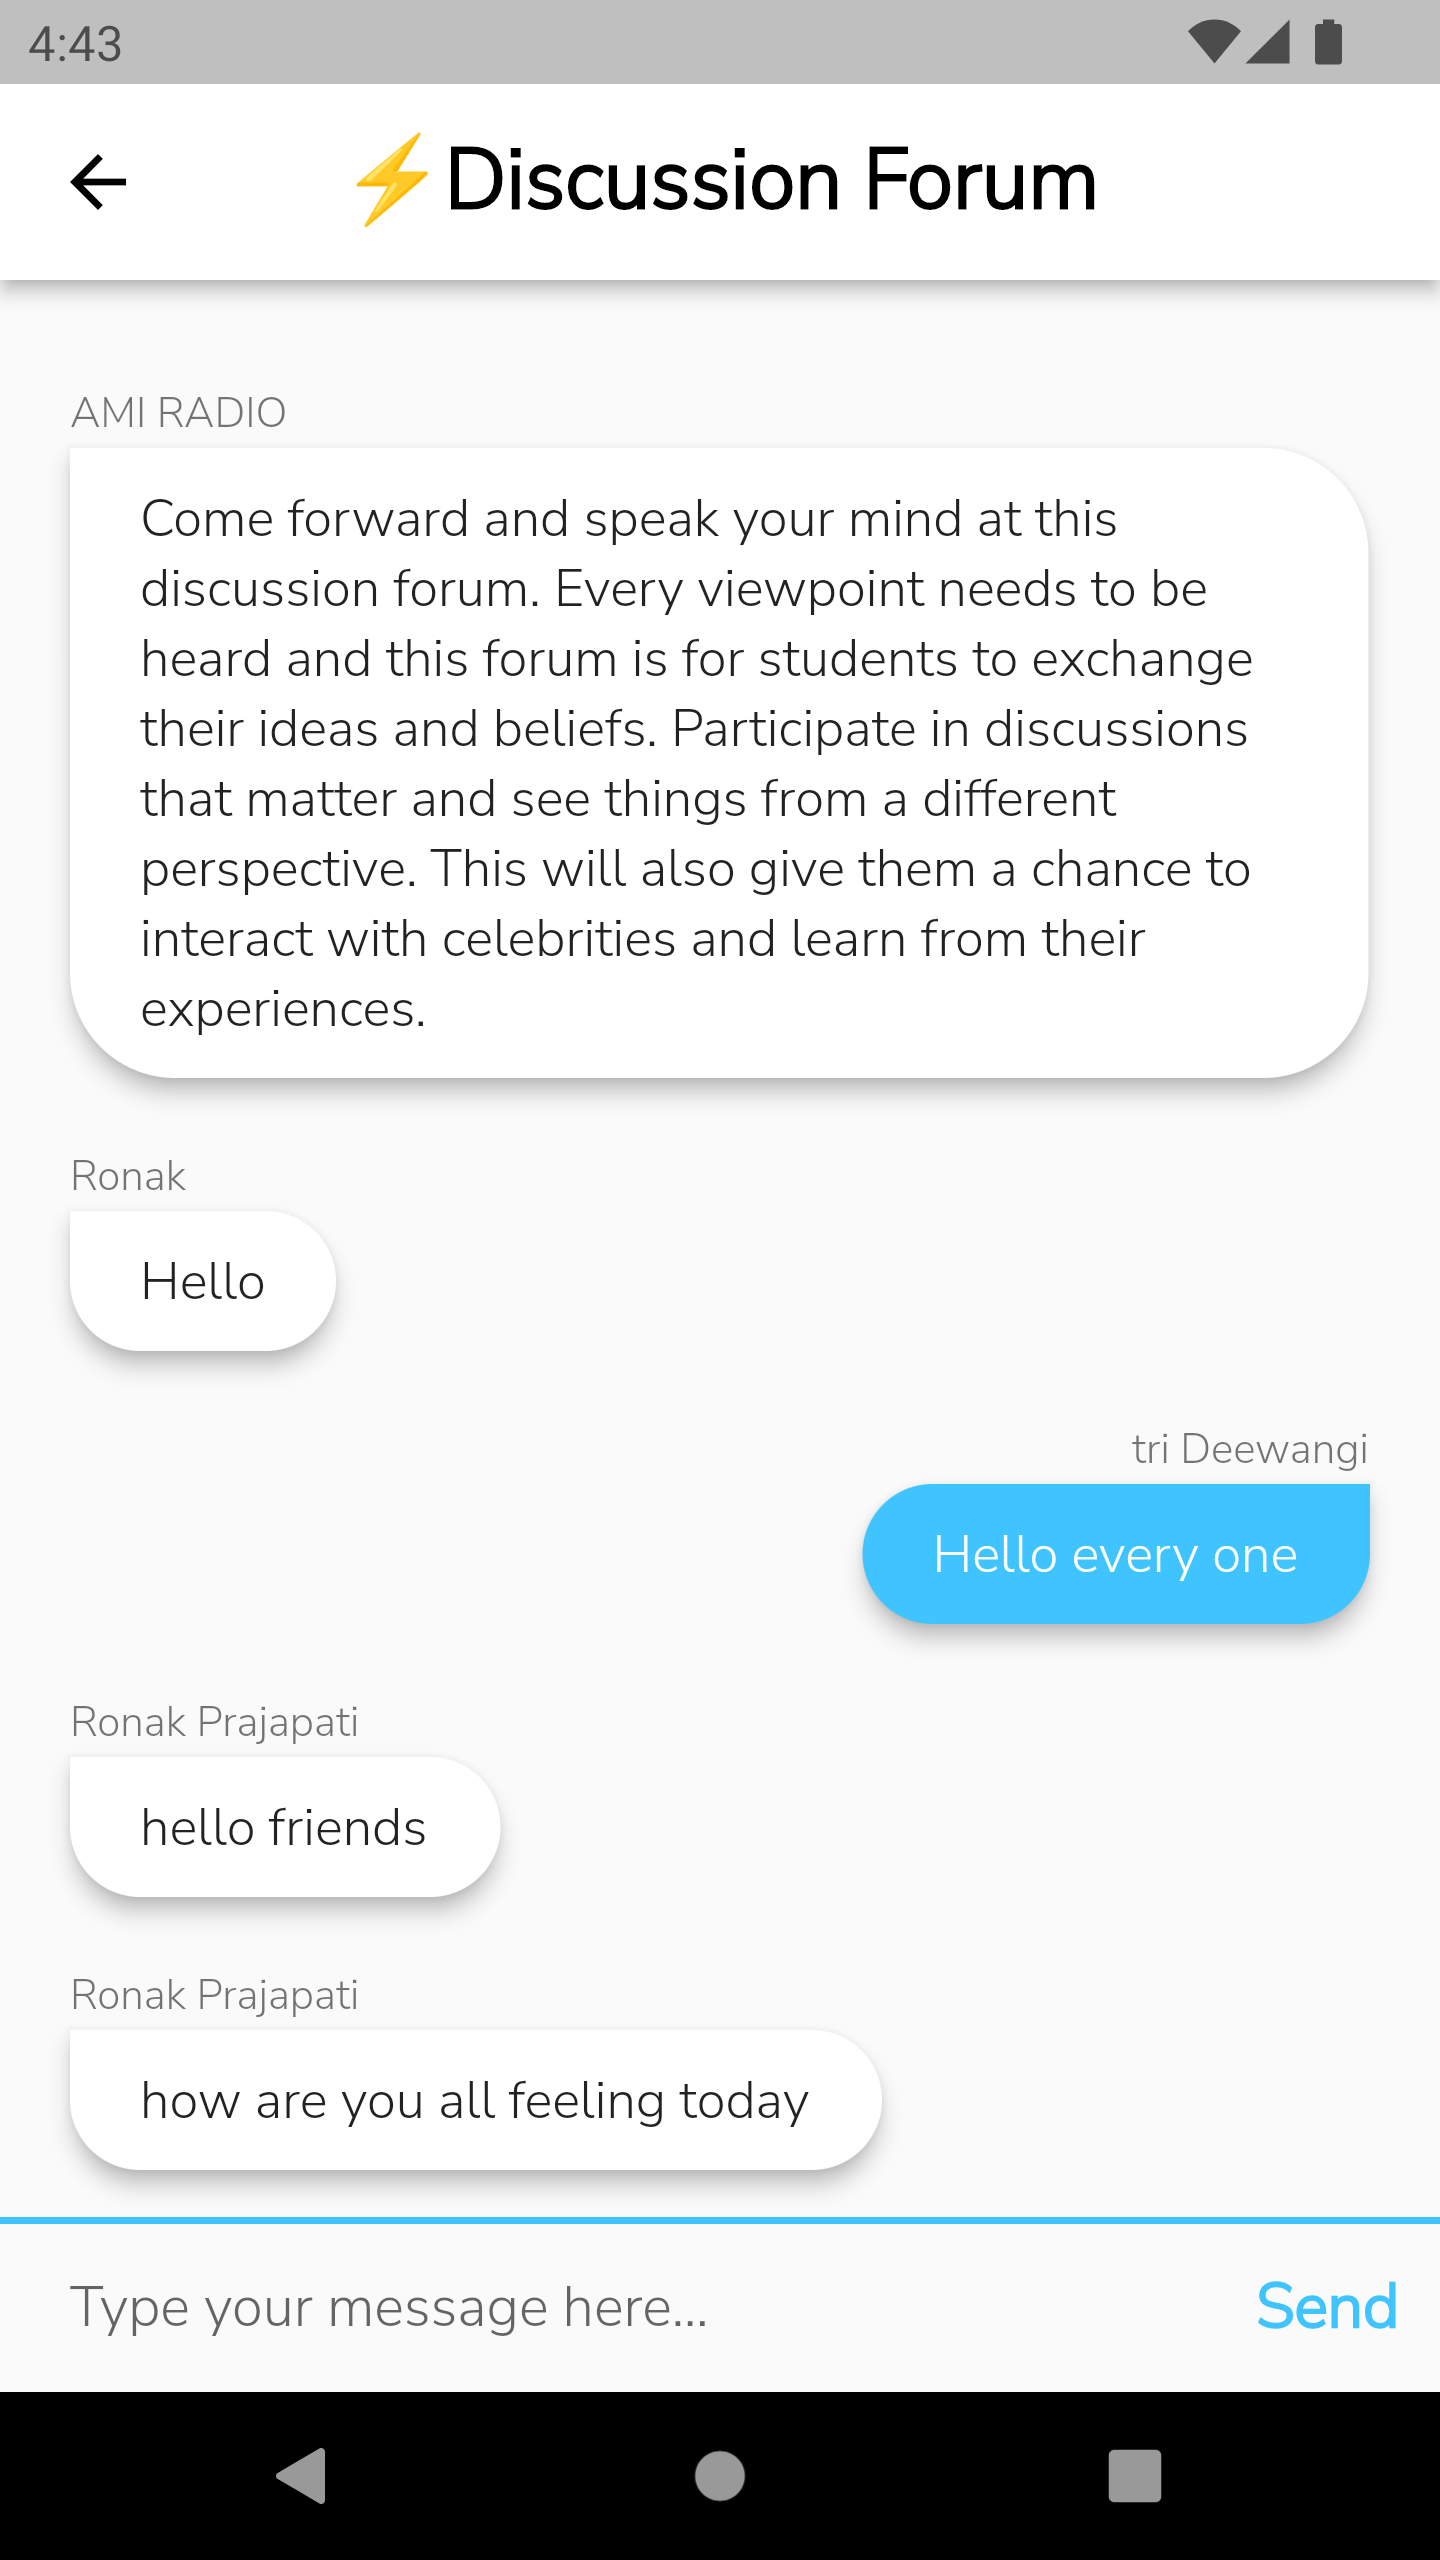 4:43
⚡Discussion Forum
AMI RADIO
Come forward and speak your mind at this
discussion forum. Every viewpoint needs to be
heard and this forum is for students to exchange
their ideas and beliefs. Participate in discussions
that matter and see things from a different
perspective. This will also give them a chance to
interact with celebrities and learn from their
experiences.
Ronak
Hello
tri Deewangi
Hello every one
Ronak Prajapati
hello friends
Ronak Prajapati
how are you all feeling today
Type your message here...
Send